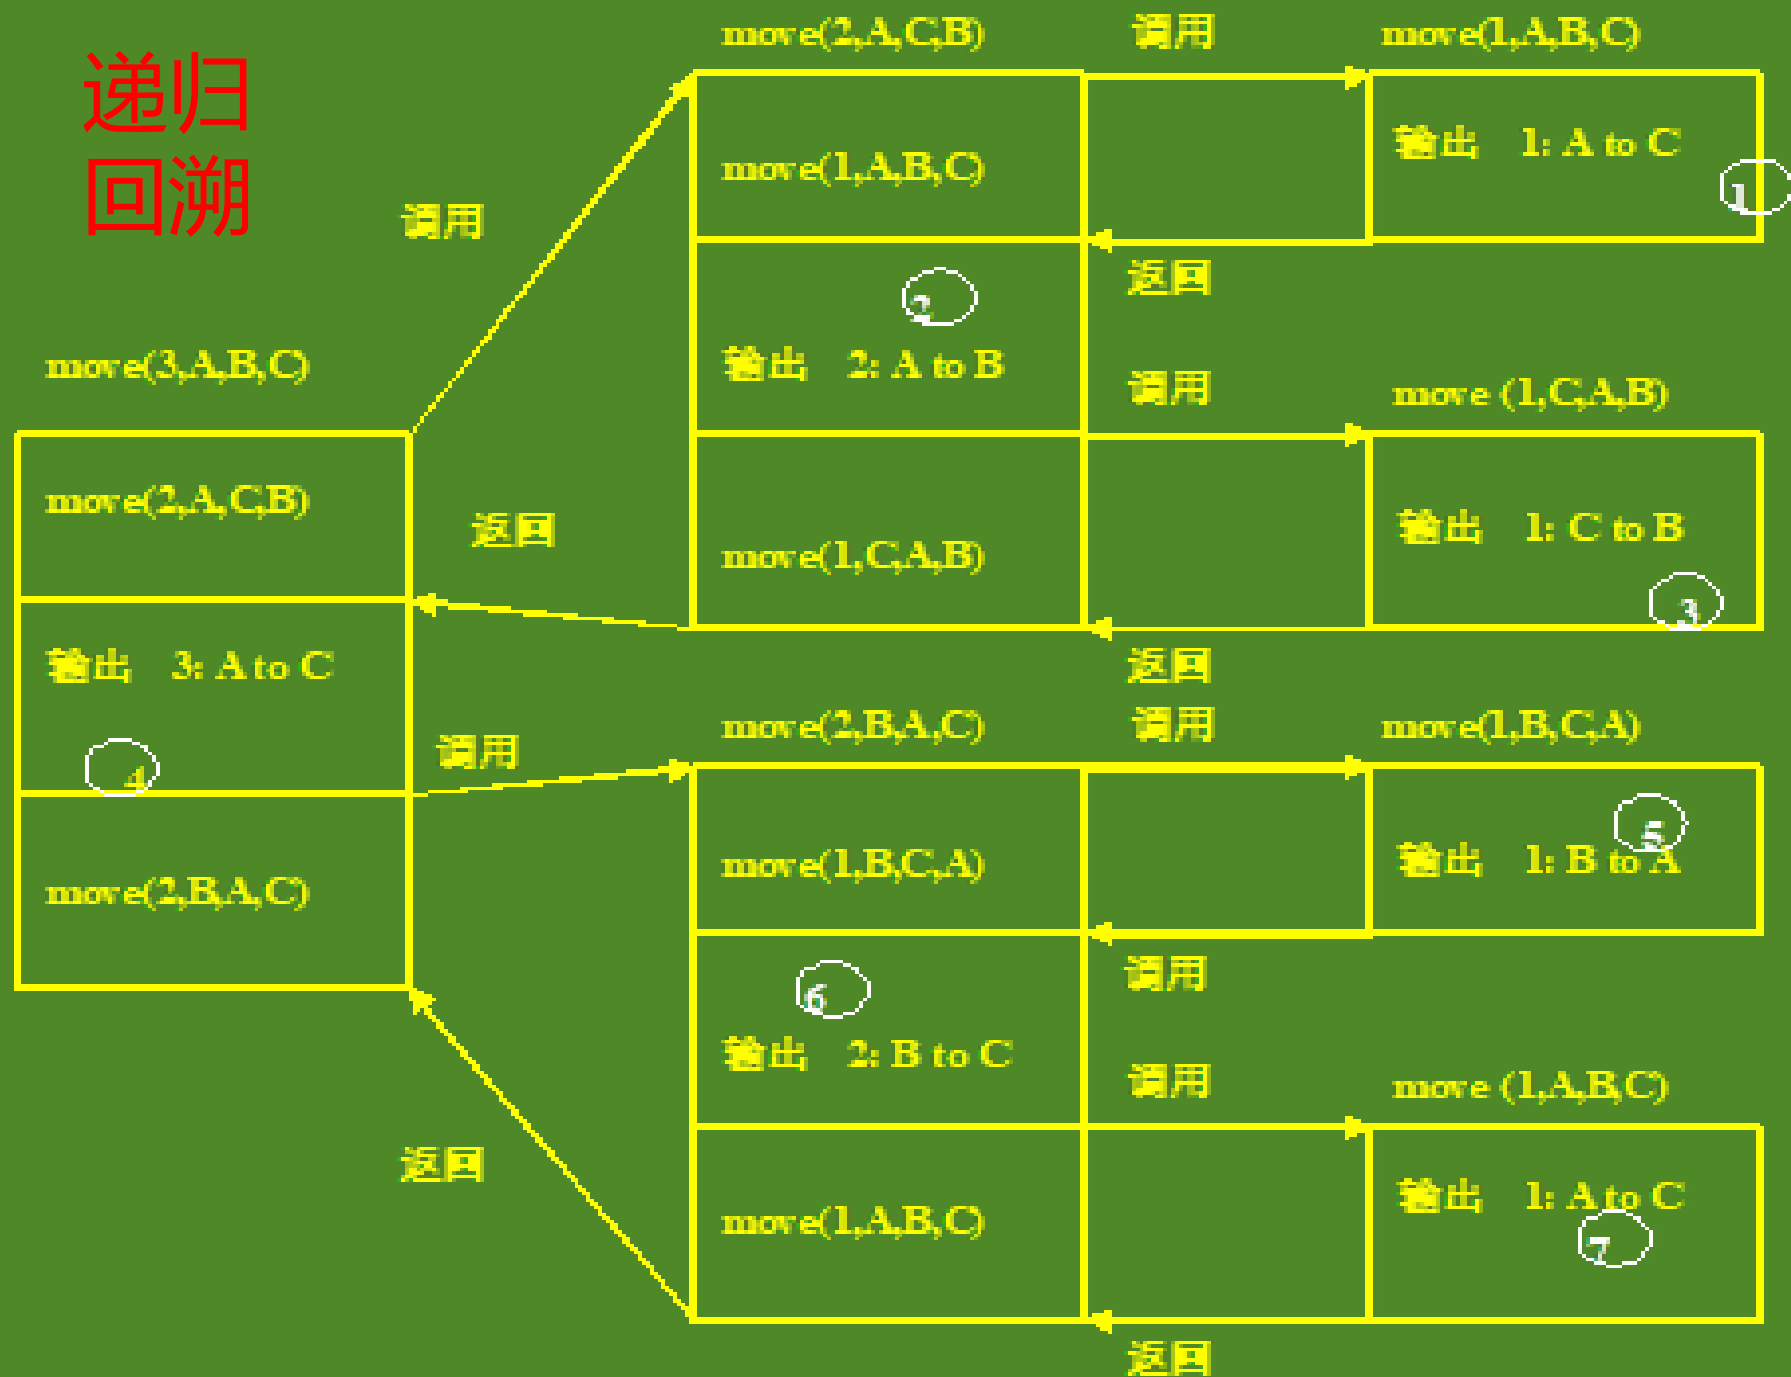 递归
回溯
move(3,A,B,C)
move(2,A,C,B)
输出 3: A to C
4
move(2,B,A,C)
调用
返回
调用
返回
move(2,A,C,B)
move(1,A,B,C)
2
输出 2: A to B
move(1,C,A,B)
调用
返回
调用
返回
move(1,A,B,C)
输出 1: A to C
1
move (1,C,A,B)
输出 1: C to B
3
move(2,B,A,C)
move(1,B,C,A)
6
输出 2: B to C
move(1,A,B,C)
调用
调用
调用
返回
move(1,B,C,A)
5
输出 1: B to A
move (1,A,B,C)
输出 1: A to C
7